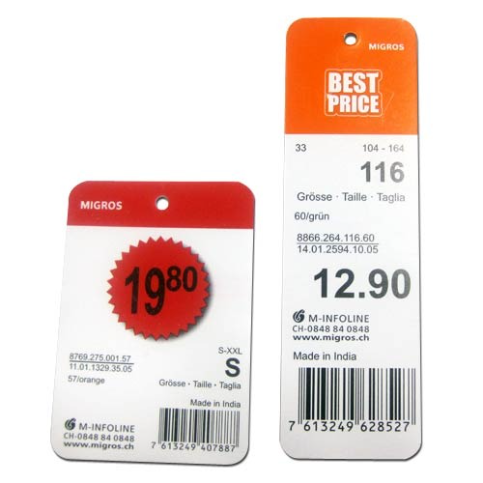 MIGROS
19.80
S-XXL
S
8769.275.001.57
11.01.1329.35.05
57/orange
Grösse · Taille · Taglia
Made in India
M-INFOLINE
CH-0848 84 0848
www.migros.ch
7 613249 407887
MIGROS
BEST
PRICE
33 104 - 164
116
Grösse · Taille · Taglia
60/grün
8866.264.116.60
14.01.2594.10.05
12.90
M-INFOLINE
CH-0848 84 0848
www.migros.ch
Made in India
7 613249 628527